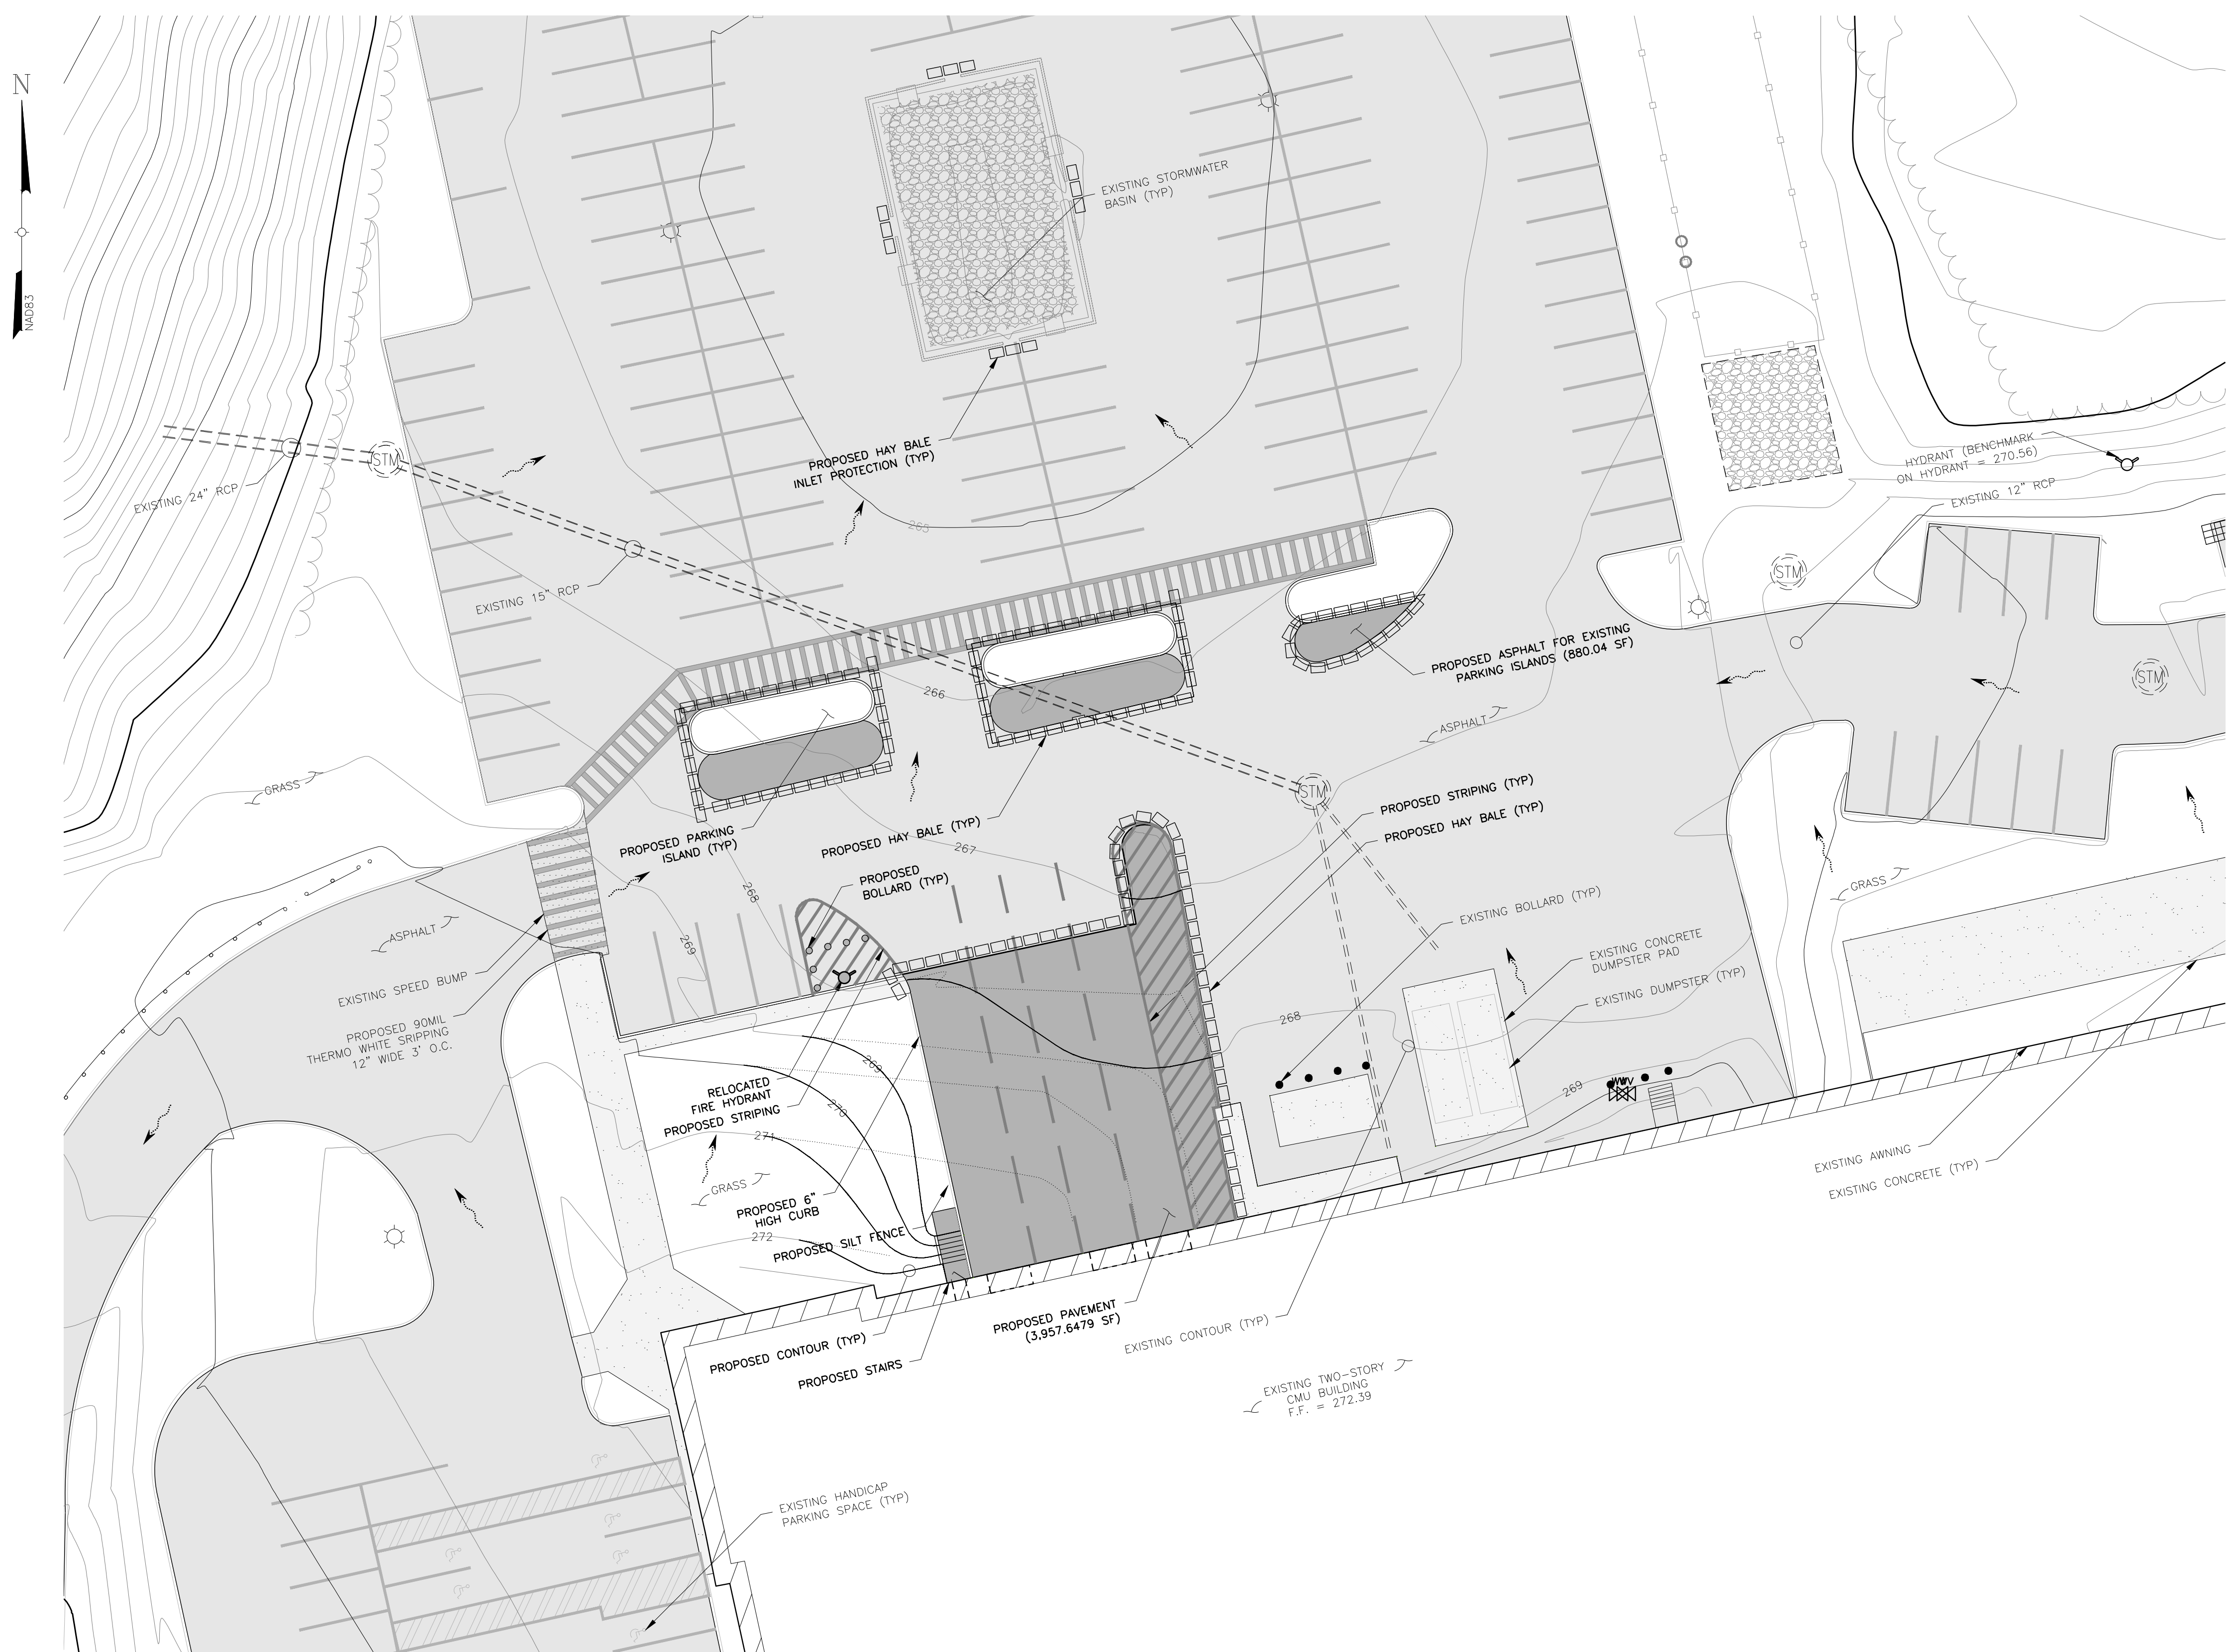 N
NAD83
EXISTING STORMWATER
BASIN (TYP)
HYDRANT (BENCHMARK
ON HYDRANT = 270.56)
PROPOSED HAY BALE
INLET PROTECTION (TYP)
EXISTING 24" RCP
STM
EXISTING 12" RCP
265
STM
EXISTING 15" RCP
PROPOSED ASPHALT FOR EXISTING
PARKING ISLANDS (880.04 SF)
STM
266
ASPHALT
GRASS
STM
PROPOSED STRIPING (TYP)
PROPOSED HAY BALE (TYP)
PROPOSED PARKING
ISLAND (TYP)
PROPOSED HAY BALE (TYP)
267
PROPOSED
BOLLARD (TYP)
268
GRASS
EXISTING BOLLARD (TYP)
ASPHALT
269
EXISTING CONCRETE
DUMPSTER PAD
EXISTING SPEED BUMP
EXISTING DUMPSTER (TYP)
268
PROPOSED 90MIL
THERMO WHITE SRIPPING
12" WIDE 3' O.C.
269
269
RELOCATED
FIRE HYDRANT
270
PROPOSED STRIPING
271
EXISTING AWNING
GRASS
EXISTING CONCRETE (TYP)
PROPOSED 6"
HIGH CURB
272
PROPOSED SILT FENCE
PROPOSED PAVEMENT
(3,957.6479 SF)
EXISTING CONTOUR (TYP)
PROPOSED CONTOUR (TYP)
PROPOSED STAIRS
EXISTING TWO-STORY
CMU BUILDING
F.F. = 272.39
EXISTING HANDICAP
PARKING SPACE (TYP)